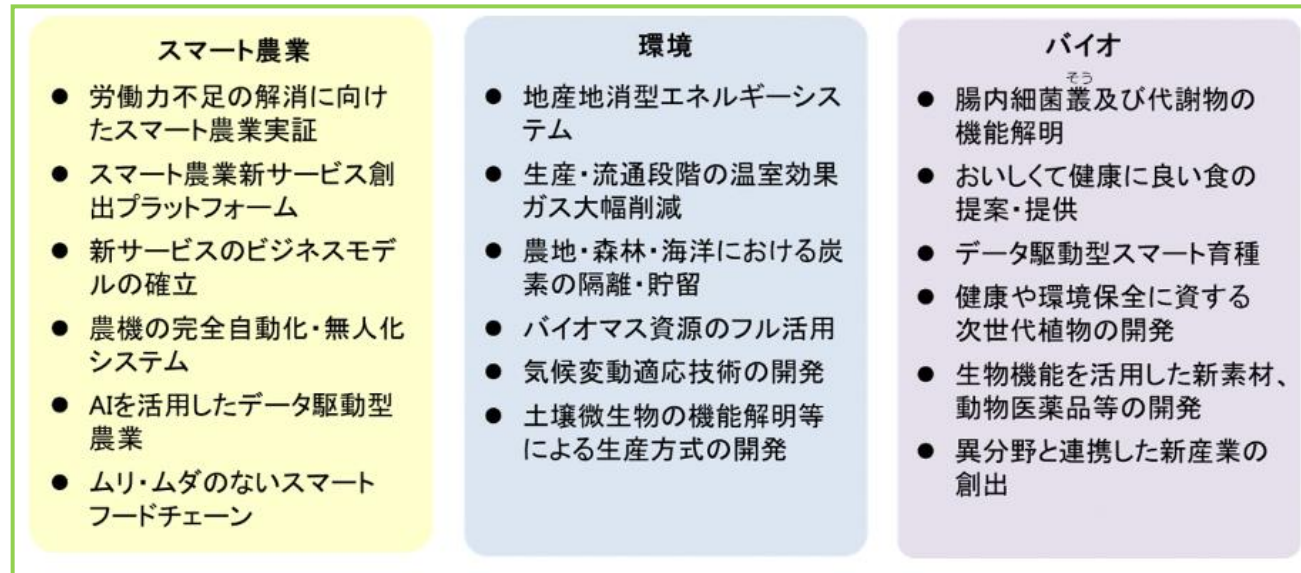 スマート農業
● 労働力不足の解消に向け
たスマート農業実証
● スマート農業新サービス創
出プラットフォーム
● 新サービスのビジネスモデ
ルの確立
● 農機の完全自動化・無人化
システム
● AIを活用したデータ駆動型
農業
● ムリ・ムダのないスマート
フードチェーン
環境
● 地産地消型エネルギーシス
テム
● 生産・流通段階の温室効果
ガス大幅削減
● 農地・森林・海洋における炭
素の隔離・貯留
● バイオマス資源のフル活用
● 気候変動適応技術の開発
● 土壌微生物の機能解明等
による生産方式の開発
バイオ
そう
● 腸内細菌叢及び代謝物の
機能解明
● おいしくて健康に良い食の
提案・提供
● データ駆動型スマート育種
● 健康や環境保全に資する
次世代植物の開発
● 生物機能を活用した新素材、
動物医薬品等の開発
● 異分野と連携した新産業の
創出